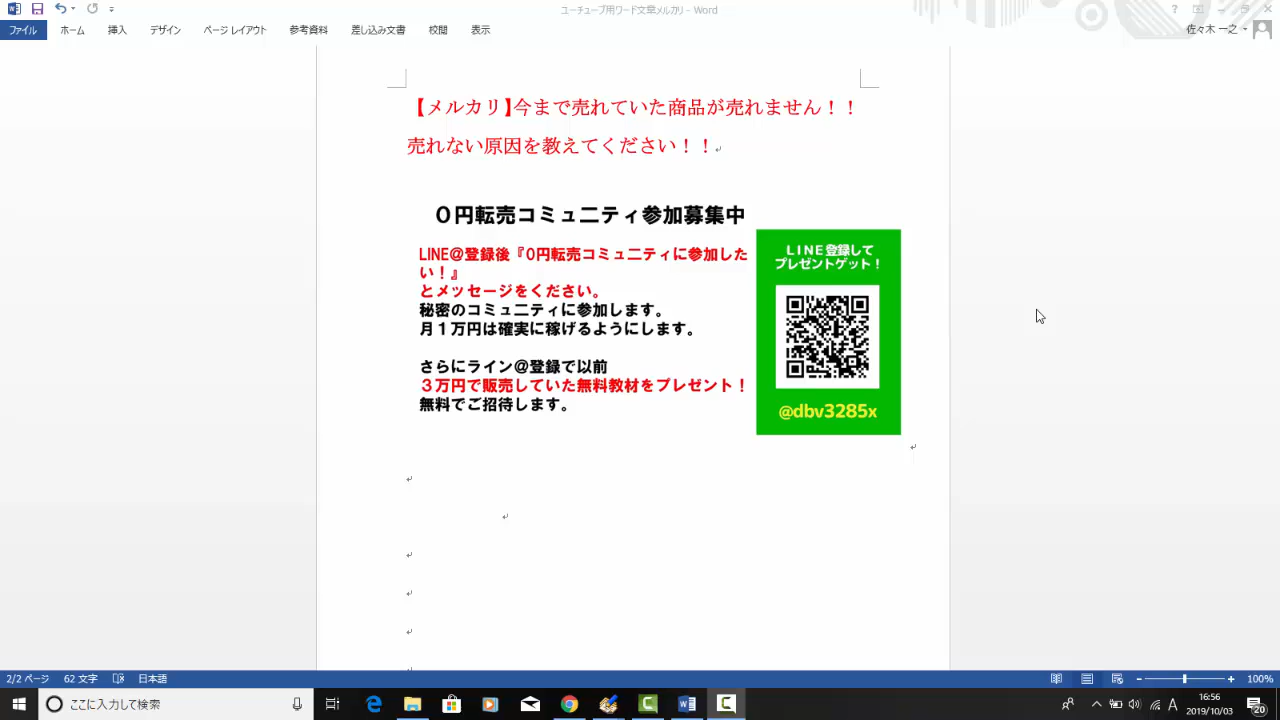 ユーチューブ用ワード文章メルカリ - Word
ファイル ホーム 挿入 デザイン ページ レイアウト 参考資料 差し込み文書 校閲 表示 佐々木 一之
【メルカリ】今まで売れていた商品が売れません！！
売れない原因を教えてください！！
０円転売コミュニティ参加募集中
LINE＠登録後『0円転売コミュニティに参加した
い！』
とメッセージをください。
秘密のコミュニティに参加します。
月１万円は確実に稼げるようにします。
さらにライン＠登録で以前
３万円で販売していた無料教材をプレゼント！
無料でご招待します。
ＬＩＮＥ登録して
プレゼントゲット！
@dbv3285x
2/2 ページ 62 文字 日本語 100%
ここに入力して検索
A 16:56
2019/10/03
20